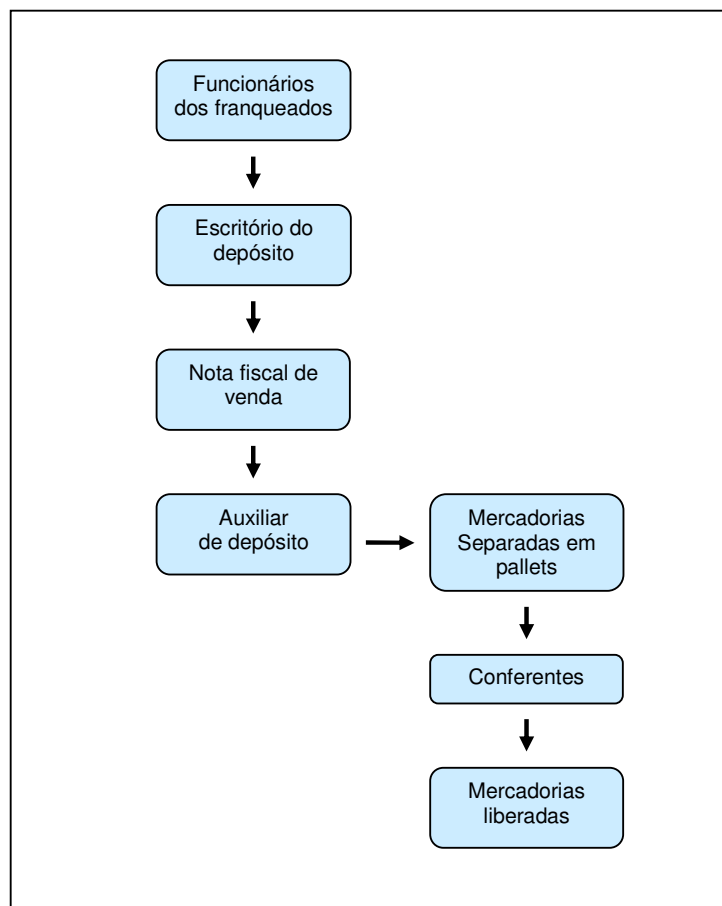 Funcionários
dos franqueados
Escritório do
depósito
Nota fiscal de
venda
Auxiliar
de depósito
Mercadorias
Separadas em
pallets
Conferentes
Mercadorias
liberadas